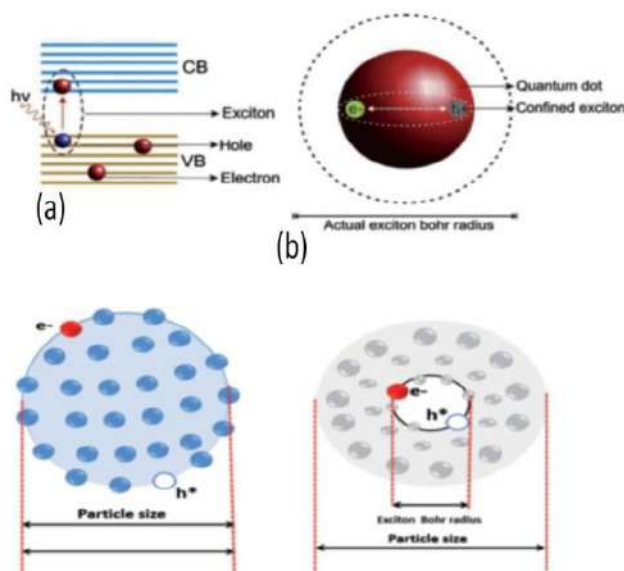 CB
hν
Exciton
Hole
VB
Electron
(a)
Quantum dot
Confined exciton
e-
Actual exciton bohr radius
(b)
e-
h*
Particle size
e-
h*
Exciton Bohr radius
Particle size